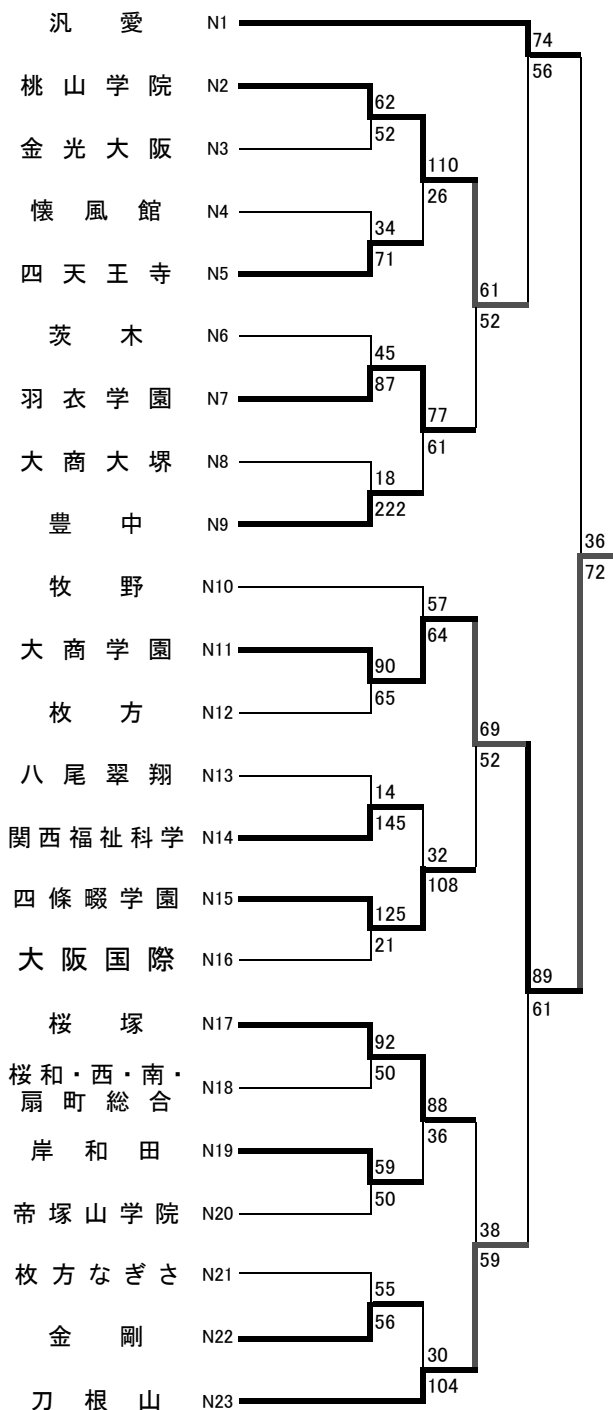 汎愛 N1
74
56
桃山学院 N2
62
52
金光大阪 N3
110
26
懐風館 N4
34
71
四天王寺 N5
61
52
茨木 N6
45
87
羽衣学園 N7
77
61
大商大堺 N8
18
222
豊中 N9
36
72
牧野 N10
57
64
大商学園 N11
90
65
枚方 N12
69
52
八尾翠翔 N13
14
145
関西福祉科学 N14
32
108
四條畷学園 N15
125
21
大阪国際 N16
89
61
桜塚 N17
92
50
桜和・西・南・
扇町総合 N18
88
36
岸和田 N19
59
50
帝塚山学院 N20
38
59
枚方なぎさ N21
55
56
金剛 N22
30
104
刀根山 N23